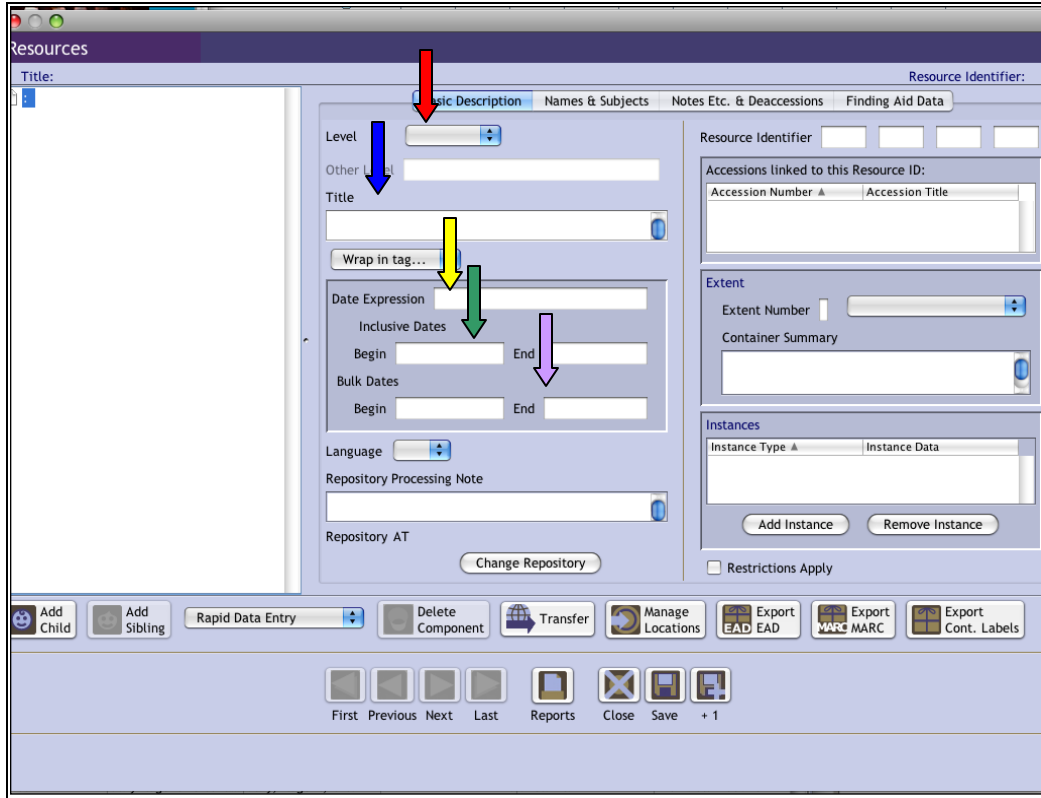 Resources
Title:
Resource Identifier:
:
Basic Description Names & Subjects Notes Etc. & Deaccessions Finding Aid Data
Level
Other Level
Title
Wrap in tag...
Date Expression
Inclusive Dates
Begin End
Bulk Dates
Begin End
Language
Repository Processing Note
Repository AT
Change Repository
Resource Identifier
Accessions linked to this Resource ID:
Accession Number Accession Title
Extent
Extent Number
Container Summary
Instances
Instance Type Instance Data
Add Instance Remove Instance
Restrictions Apply
Add Child
Add Sibling
Rapid Data Entry
Delete Component
Transfer
Manage Locations
EAD Export EAD
MARC Export MARC
Export Cont. Labels
First Previous Next Last Reports Close Save + 1